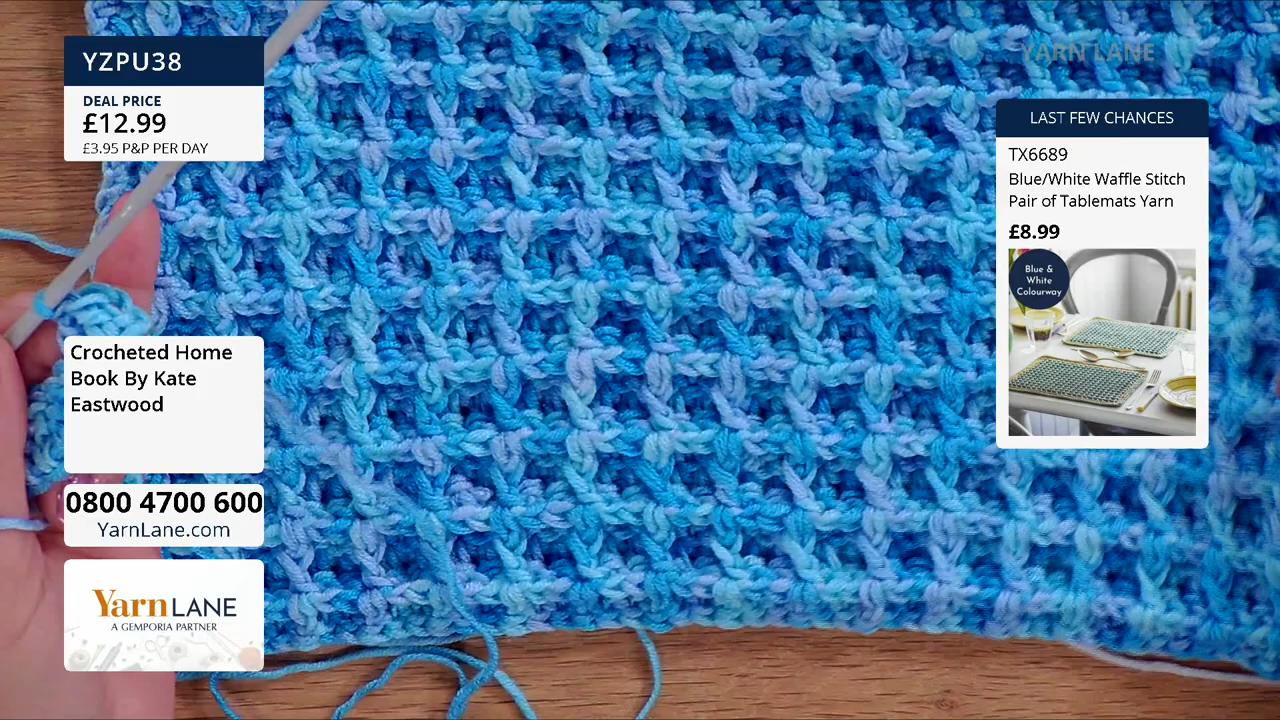 YZPU38
DEAL PRICE
£12.99
£3.95 P&P PER DAY
Crocheted Home
Book By Kate
Eastwood
0800 4700 600
YarnLane.com
Yarn LANE
A GEMPORIA PARTNER
YARN LANE
LAST FEW CHANCES
TX6689
Blue/White Waffle Stitch
Pair of Tablemats Yarn
£8.99
Blue &
White
Colourway